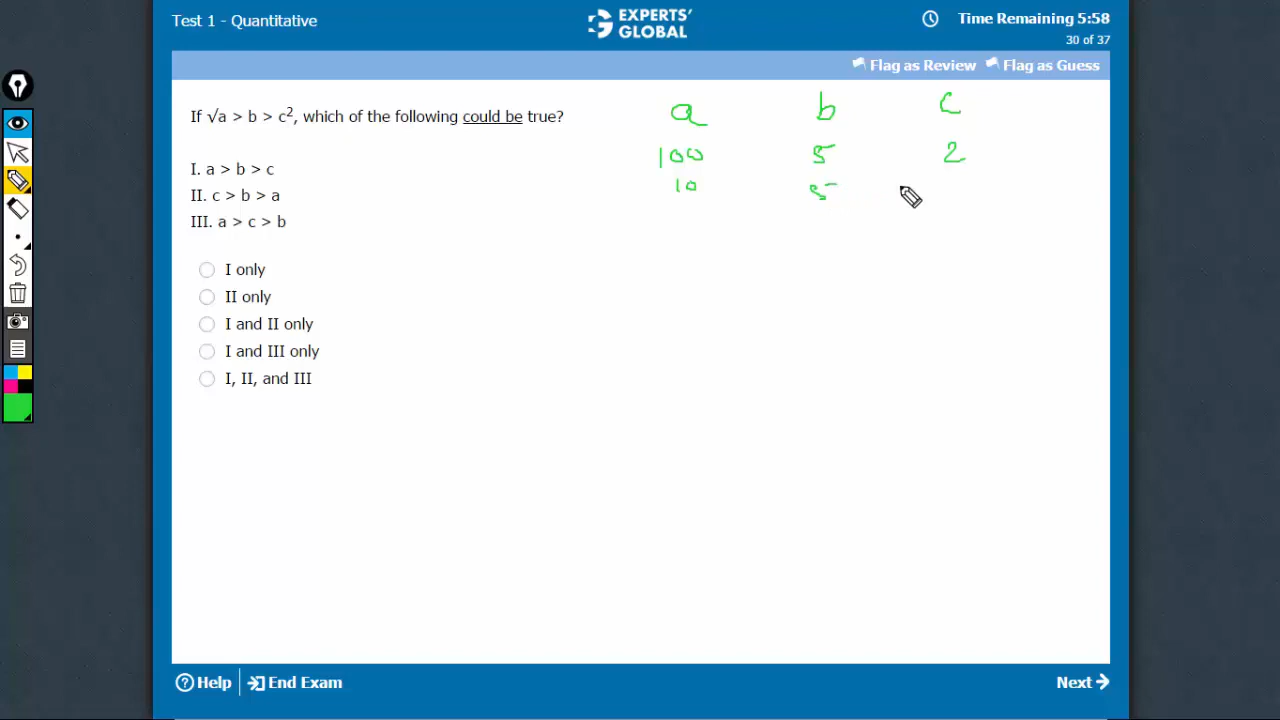 Test 1 - Quantitative
EXPERTS'
GLOBAL
Time Remaining 5:58
30 of 37
Flag as Review Flag as Guess
If √a > b > c², which of the following could be true?
I. a > b > c
II. c > b > a
III. a > c > b
I only
II only
I and II only
I and III only
I, II, and III
a b c
100 5 2
10 5
Help End Exam Next